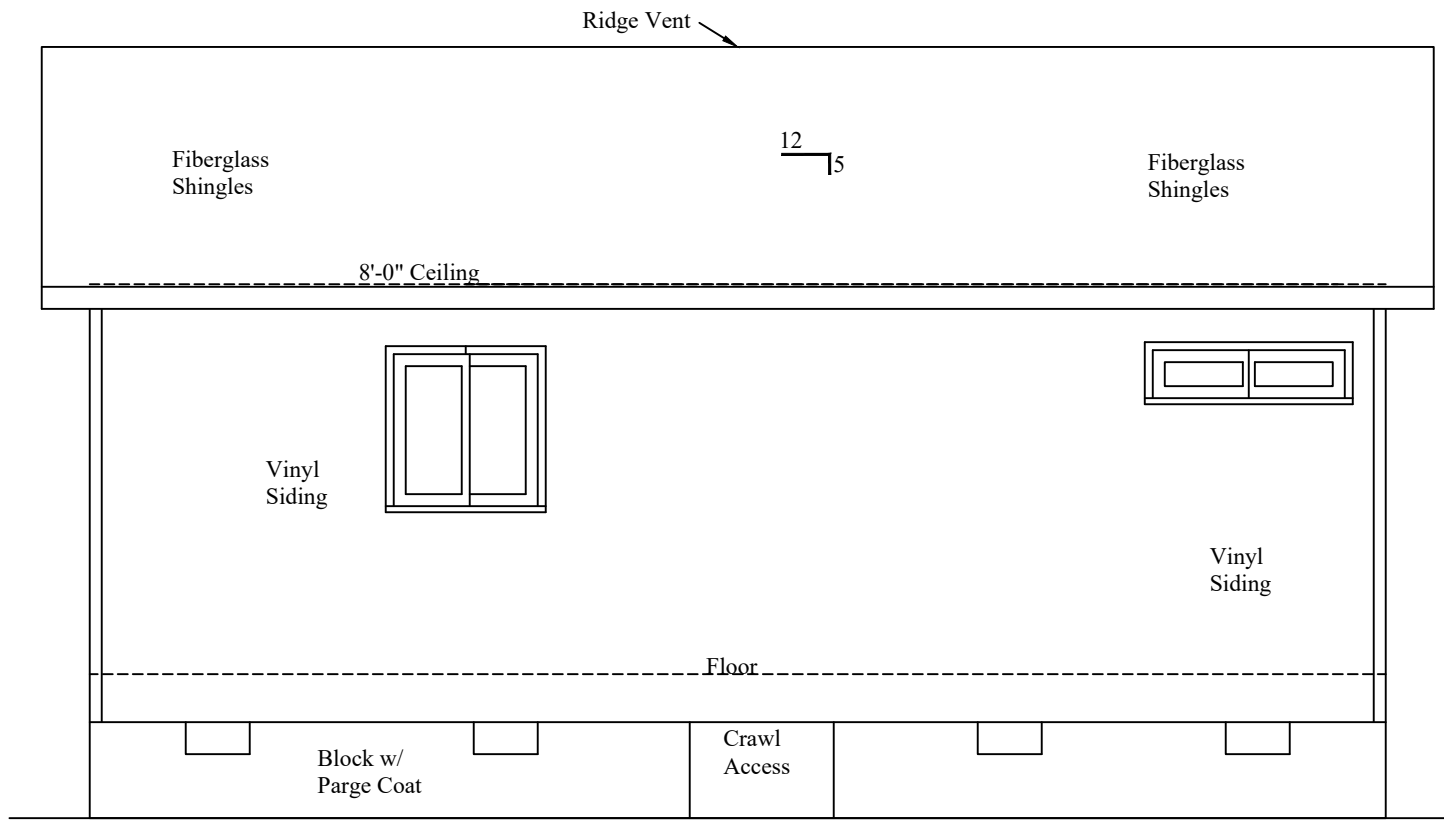 Ridge Vent
12
5
Fiberglass
Shingles
Fiberglass
Shingles
8'-0" Ceiling
Vinyl
Siding
Vinyl
Siding
Floor
Block w/
Parge Coat
Crawl
Access